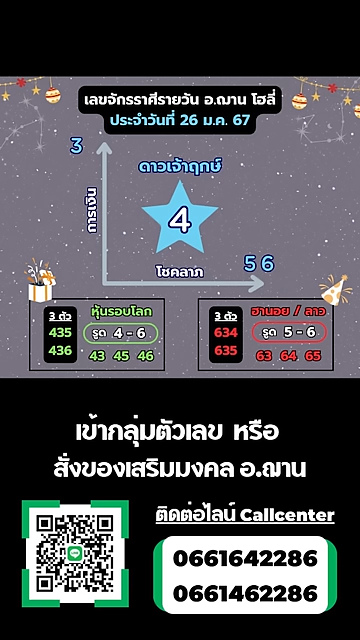 เลขจักรราศีรายวัน อ.ฌาน โฮลี่
ประจำวันที่ 26 ม.ค. 67
3
ดาวเจ้าฤกษ์
การเงิน
4
โชคลาภ
5 6
3 ตัว
435
436
หุ้นรอบโลก
รูด 4 - 6
43 45 46
3 ตัว
634
635
ฮานอย / ลาว
รูด 5 - 6
63 64 65
เข้ากลุ่มตัวเลข หรือ
สั่งของเสริมมงคล อ.ฌาน
ติดต่อไลน์ Callcenter
0661642286
0661462286